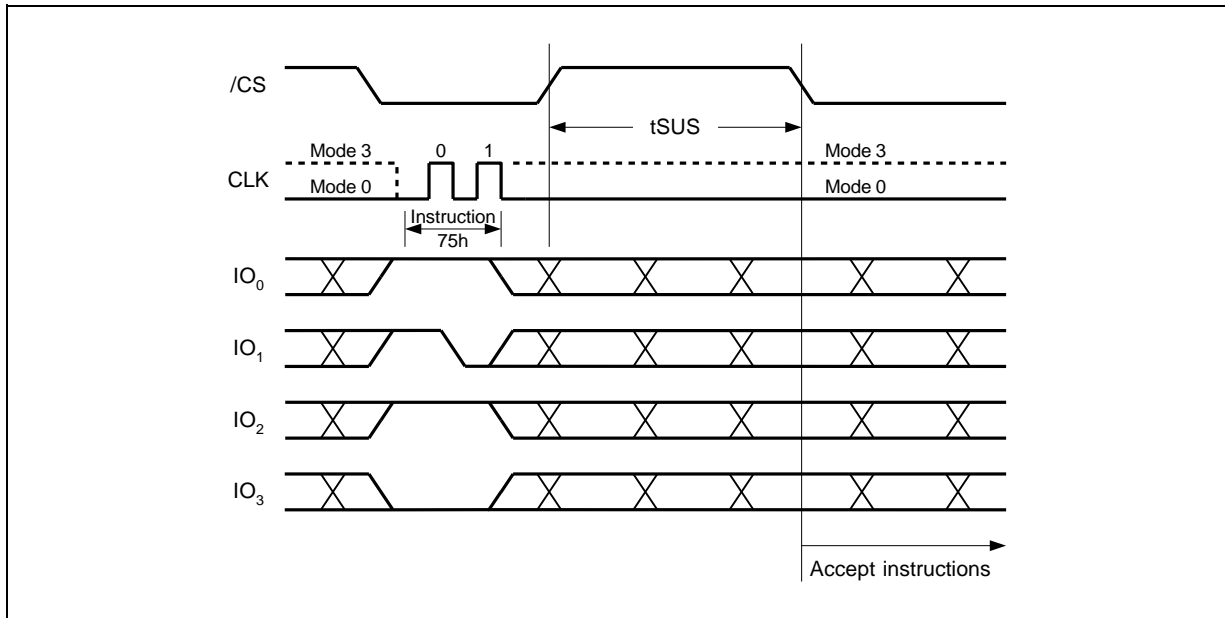 /CS
tSUS
Mode 3 0 1 Mode 3
CLK
Mode 0 Mode 0
Instruction
75h
IO0
IO1
IO2
IO3
Accept instructions